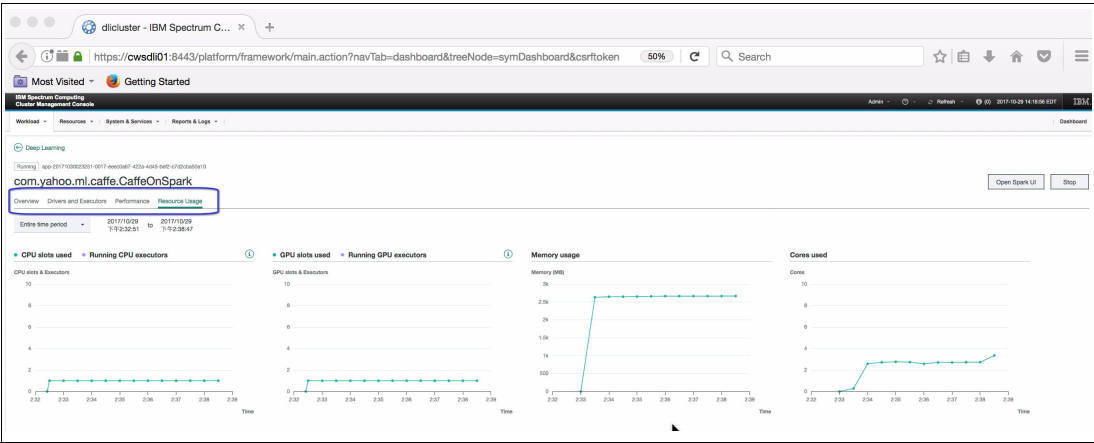 dlicluster - IBM Spectrum C... × +
https://cwsdli01:8443/platform/framework/main.action?navTab=dashboard&treeNode=symDashboard&csrftoken 50% Search
Most Visited Getting Started
IBM Spectrum Computing
Cluster Management Console
Admin Refresh (0) 2017-10-29 14:18:56 EDT IBM.
Workload Resources System & Services Reports & Logs Dashboard
Deep Learning
Running
com.yahoo.ml.caffe.CaffeOnSpark
Open Spark UI Stop
Overview Drivers and Executors Performance Resource Usage
Entire time period 2017/10/29 to 2017/10/29
下午2:32:51 下午2:38:47
CPU slots used Running CPU executors
CPU slots & Executors
10
8
6
4
2
0
2:32 2:33 2:34 2:35 2:36 2:37 2:38 2:39
Time
GPU slots used Running GPU executors
GPU slots & Executors
10
8
6
4
2
0
2:32 2:33 2:34 2:35 2:36 2:37 2:38 2:39
Time
Memory usage
Memory (MB)
3k
2.5k
2k
1.5k
1k
500
0
2:32 2:33 2:34 2:35 2:36 2:37 2:38 2:39
Time
Cores used
Cores
10
8
6
4
2
0
2:32 2:33 2:34 2:35 2:36 2:37 2:38 2:39
Time